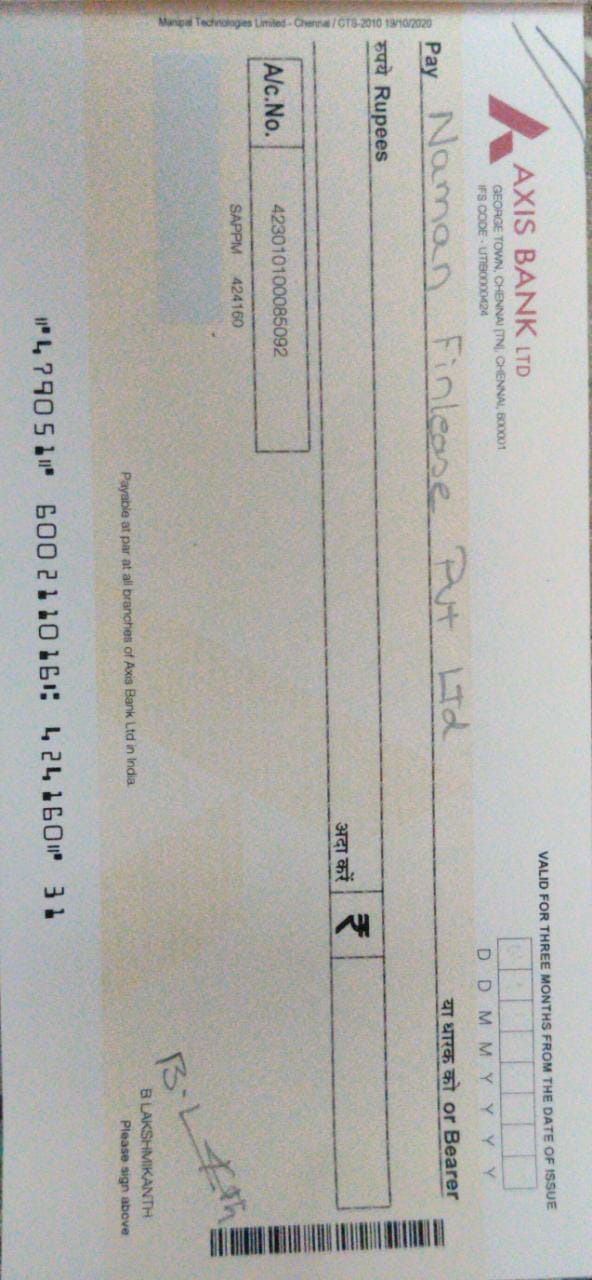 AXIS BANK LTD
GEORGE TOWN, CHENNAI [TN], CHENNAI, 600001
IFS CODE - UTIB0000424
VALID FOR THREE MONTHS FROM THE DATE OF ISSUE
D D M M Y Y Y Y
Pay Naman Finlease Pvt Ltd या धारक को or Bearer
रुपये Rupees
अदा करें ₹
A/c.No. 423010100085092
SAPPM 424160
B LAKSHMIKANTH
Payable at par at all branches of Axis Bank Ltd in India. Please sign above
⑈479051⑈ 600211016⑆ 424160⑈ 31
Manipal Technologies Limited - Chennai / CTS-2010 19/10/2020